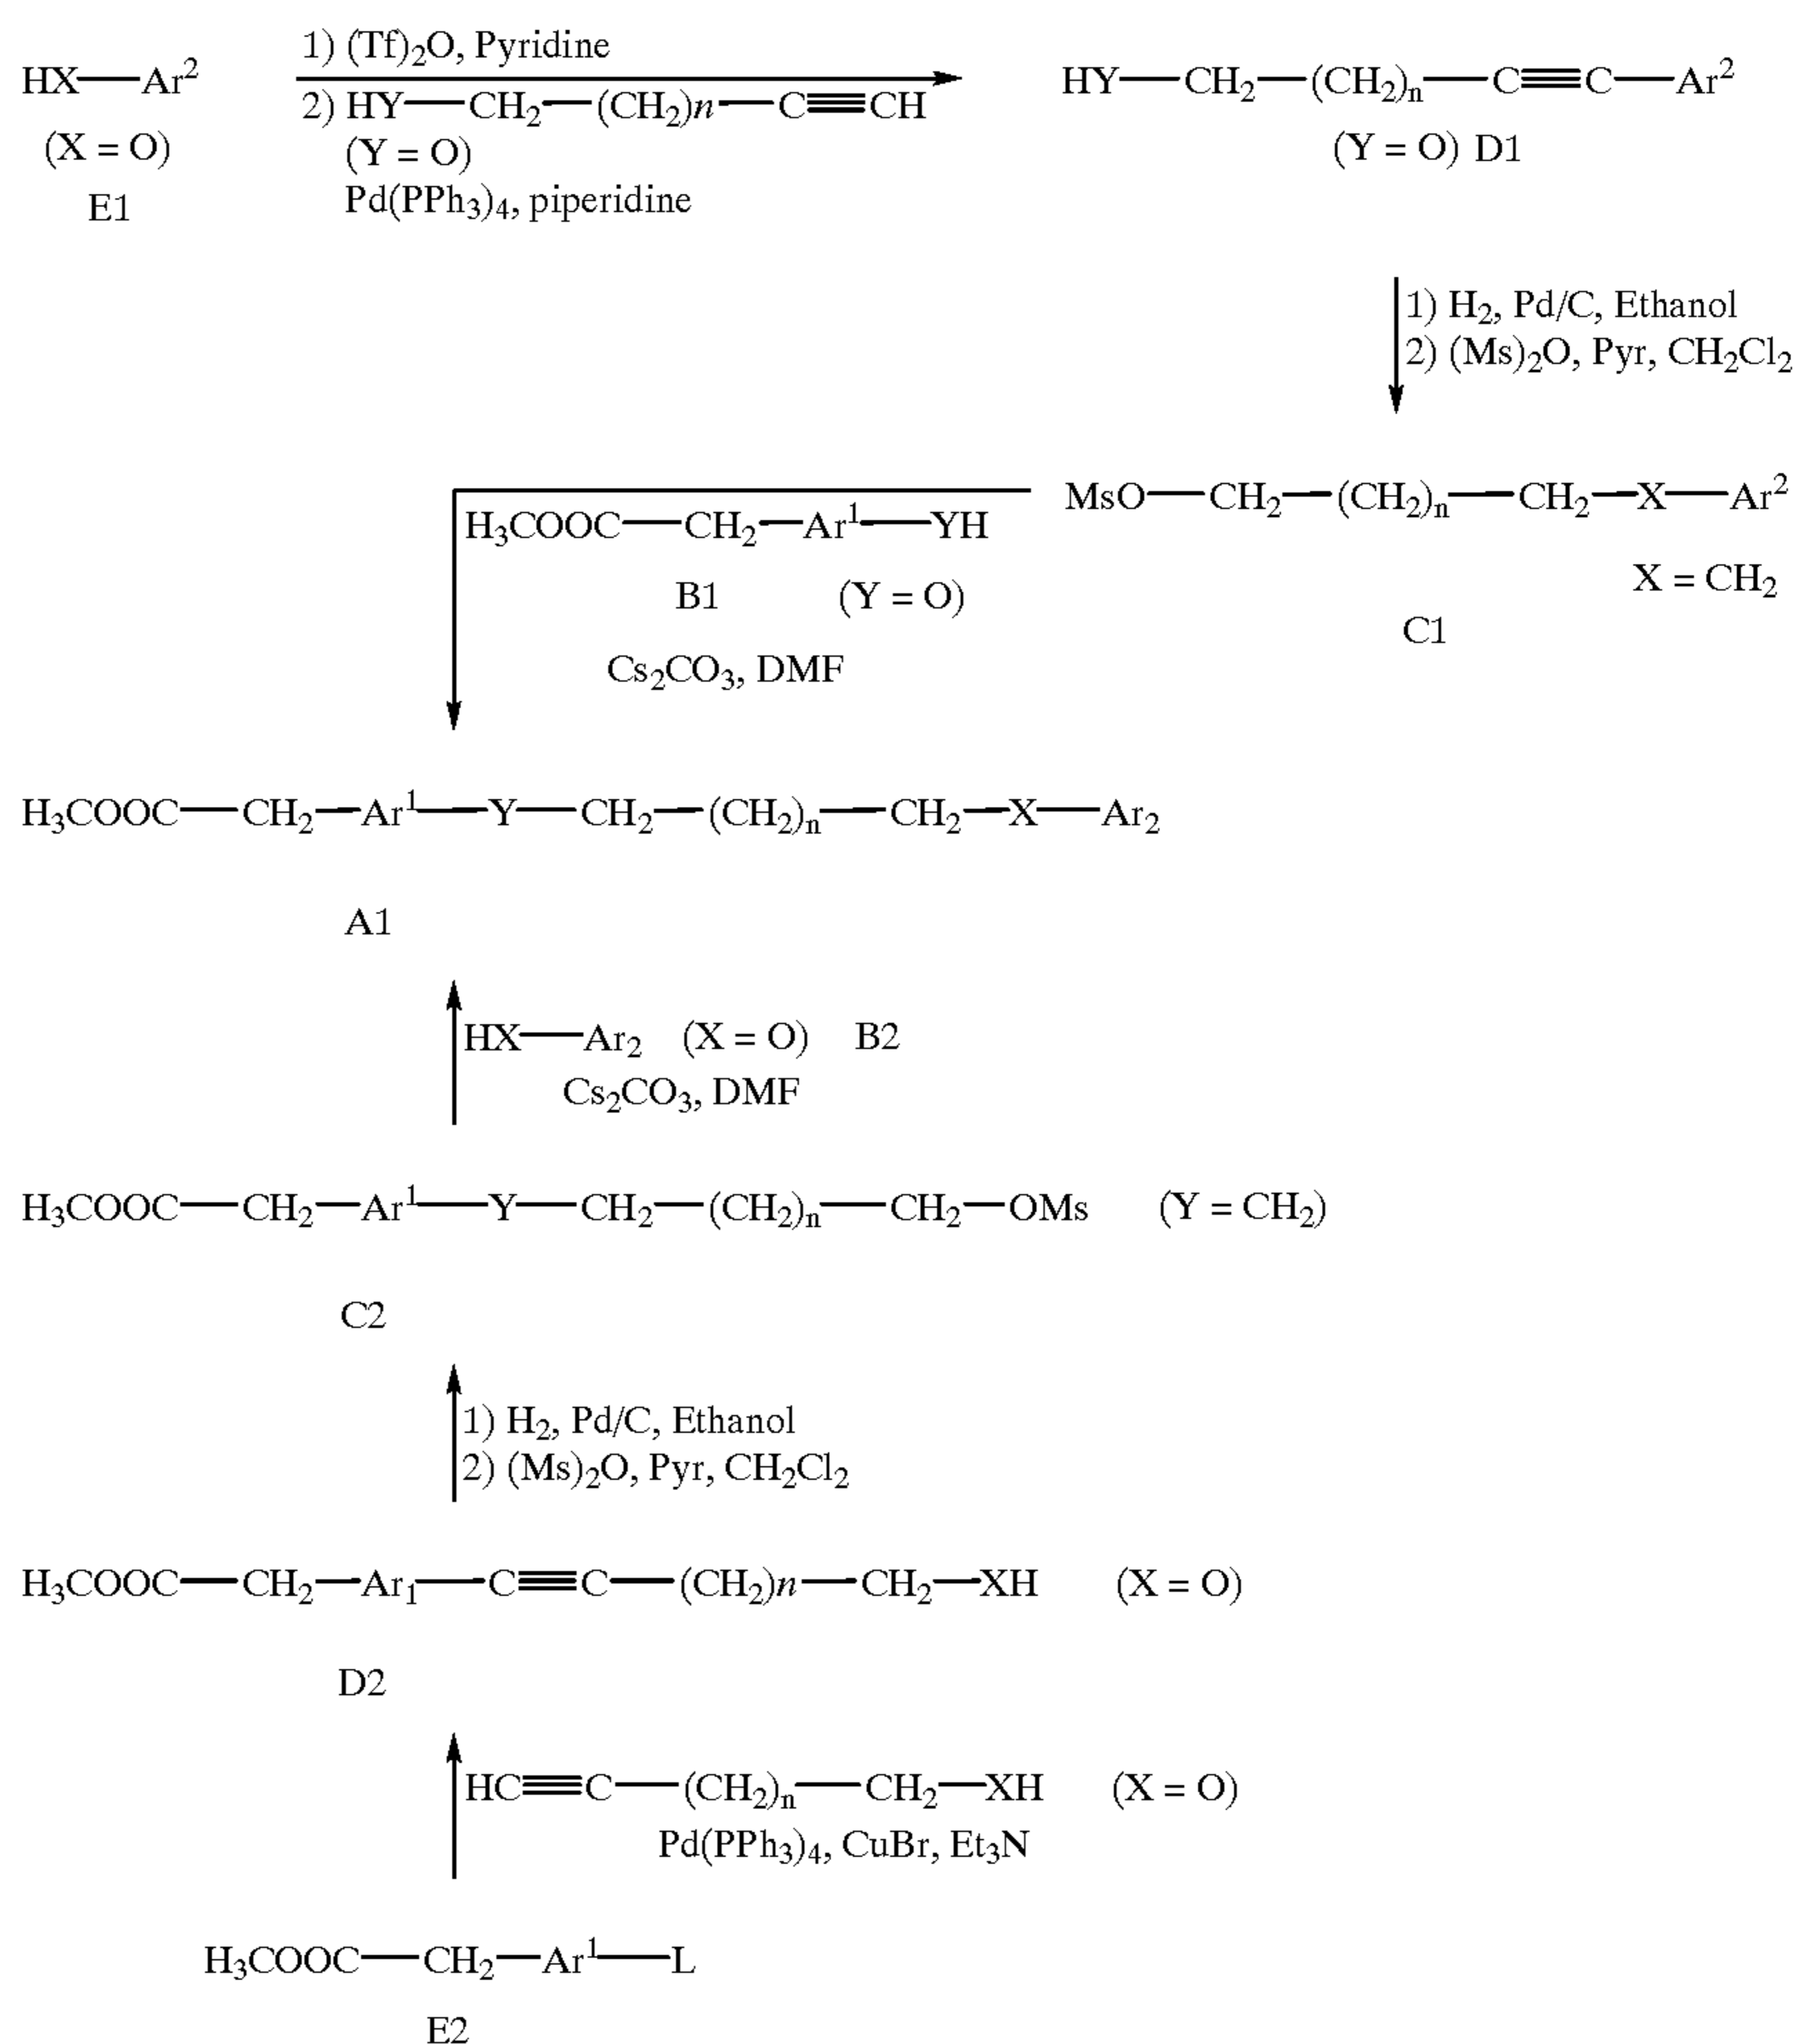 HX—Ar²
(X = O)
E1
1) (Tf)₂O, Pyridine
2) HY—CH₂—(CH₂)n—C≡CH
(Y = O)
Pd(PPh₃)₄, piperidine
HY—CH₂—(CH₂)ₙ—C≡C—Ar²
(Y = O) D1
1) H₂, Pd/C, Ethanol
2) (Ms)₂O, Pyr, CH₂Cl₂
MsO—CH₂—(CH₂)ₙ—CH₂—X—Ar²
X = CH₂
C1
H₃COOC—CH₂—Ar¹—YH
B1 (Y = O)
Cs₂CO₃, DMF
H₃COOC—CH₂—Ar¹—Y—CH₂—(CH₂)ₙ—CH₂—X—Ar₂
A1
HX—Ar₂ (X = O) B2
Cs₂CO₃, DMF
H₃COOC—CH₂—Ar¹—Y—CH₂—(CH₂)ₙ—CH₂—OMs (Y = CH₂)
C2
1) H₂, Pd/C, Ethanol
2) (Ms)₂O, Pyr, CH₂Cl₂
H₃COOC—CH₂—Ar₁—C≡C—(CH₂)n—CH₂—XH (X = O)
D2
HC≡C—(CH₂)ₙ—CH₂—XH (X = O)
Pd(PPh₃)₄, CuBr, Et₃N
H₃COOC—CH₂—Ar¹—L
E2